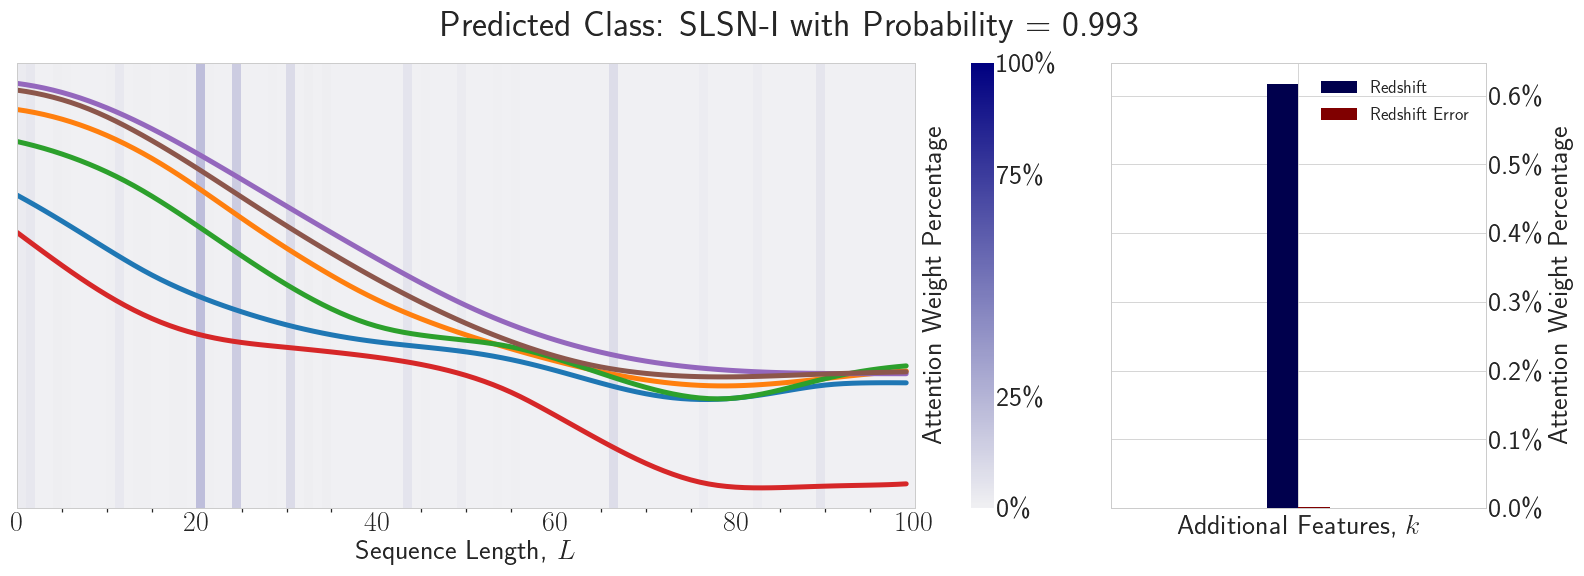 Predicted Class: SLSN-I with Probability = 0.993
0
20
40
60
80
100
Sequence Length, L
100%
75%
25%
0%
Attention Weight Percentage
Redshift
Redshift Error
0.6%
0.5%
0.4%
0.3%
0.2%
0.1%
0.0%
Attention Weight Percentage
Additional Features, k